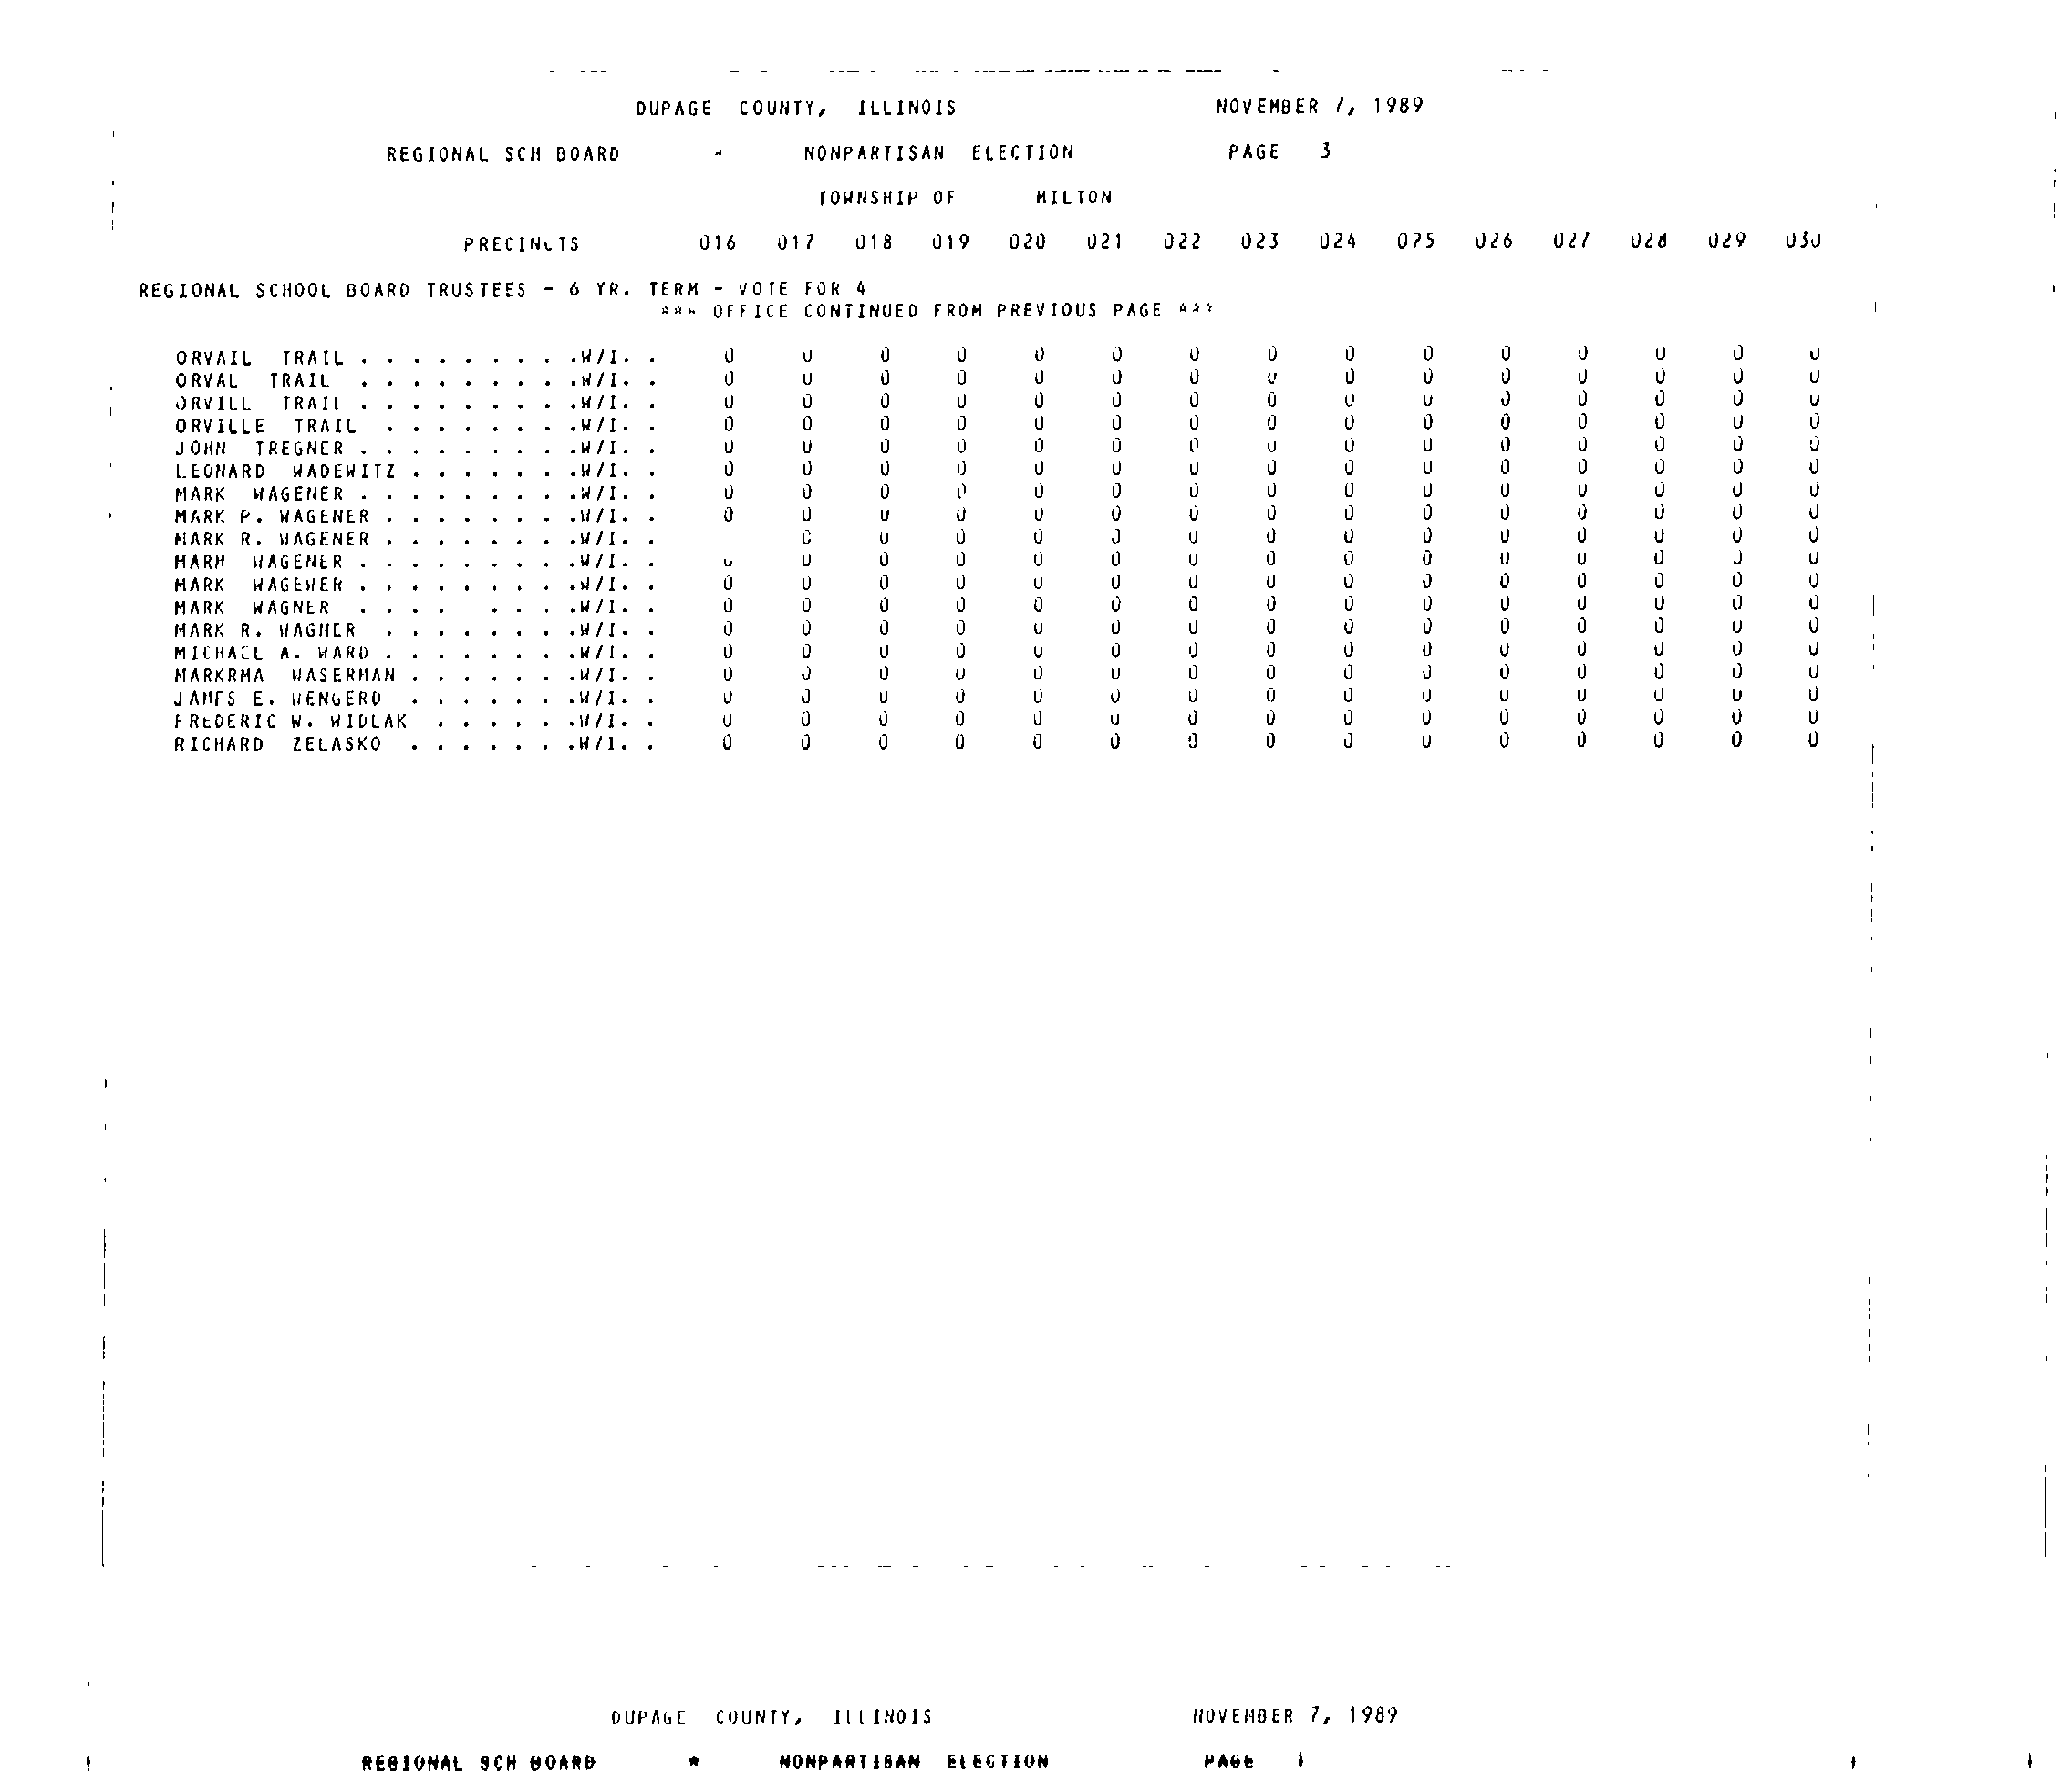 DUPAGE COUNTY, ILLINOIS NOVEMBER 7, 1989
REGIONAL SCH BOARD * NONPARTISAN ELECTION PAGE 3
TOWNSHIP OF MILTON
PRECINCTS 016 017 018 019 020 021 022 023 024 025 026 027 028 029 030
REGIONAL SCHOOL BOARD TRUSTEES - 6 YR. TERM - VOTE FOR 4
*** OFFICE CONTINUED FROM PREVIOUS PAGE ***
ORVAIL TRAIL . . . . . . . . .W/I. . 0 0 0 0 0 0 0 0 0 0 0 0 0 0 0
ORVAL TRAIL . . . . . . . . .W/I. . 0 0 0 0 0 0 0 0 0 0 0 0 0 0 0
ORVILL TRAIL . . . . . . . . .W/I. . 0 0 0 0 0 0 0 0 0 0 0 0 0 0 0
ORVILLE TRAIL . . . . . . . .W/I. . 0 0 0 0 0 0 0 0 0 0 0 0 0 0 0
JOHN TREGNER . . . . . . . . .W/I. . 0 0 0 0 0 0 0 0 0 0 0 0 0 0 0
LEONARD WADEWITZ . . . . . . .W/I. . 0 0 0 0 0 0 0 0 0 0 0 0 0 0 0
MARK WAGENER . . . . . . . . .W/I. . 0 0 0 0 0 0 0 0 0 0 0 0 0 0 0
MARK P. WAGENER . . . . . . . .W/I. . 0 0 0 0 0 0 0 0 0 0 0 0 0 0 0
MARK R. WAGENER . . . . . . . .W/I. . 0 0 0 0 0 0 0 0 0 0 0 0 0 0
MARH WAGENER . . . . . . . . .W/I. . 0 0 0 0 0 0 0 0 0 0 0 0 0 0 0
MARK WAGEWER . . . . . . . . .W/I. . 0 0 0 0 0 0 0 0 0 0 0 0 0 0 0
MARK WAGNER . . . . . . . .W/I. . 0 0 0 0 0 0 0 0 0 0 0 0 0 0 0
MARK R. WAGNER . . . . . . . .W/I. . 0 0 0 0 0 0 0 0 0 0 0 0 0 0 0
MICHAEL A. WARD . . . . . . . .W/I. . 0 0 0 0 0 0 0 0 0 0 0 0 0 0 0
MARKRMA WASERMAN . . . . . . .W/I. . 0 0 0 0 0 0 0 0 0 0 0 0 0 0 0
JAMES E. WENGERD . . . . . . .W/I. . 0 0 0 0 0 0 0 0 0 0 0 0 0 0 0
FREDERIC W. WIDLAK . . . . . .W/I. . 0 0 0 0 0 0 0 0 0 0 0 0 0 0 0
RICHARD ZELASKO . . . . . . .W/I. . 0 0 0 0 0 0 0 0 0 0 0 0 0 0 0
DUPAGE COUNTY, ILLINOIS NOVEMBER 7, 1989
REGIONAL SCH BOARD * NONPARTISAN ELECTION PAGE 1